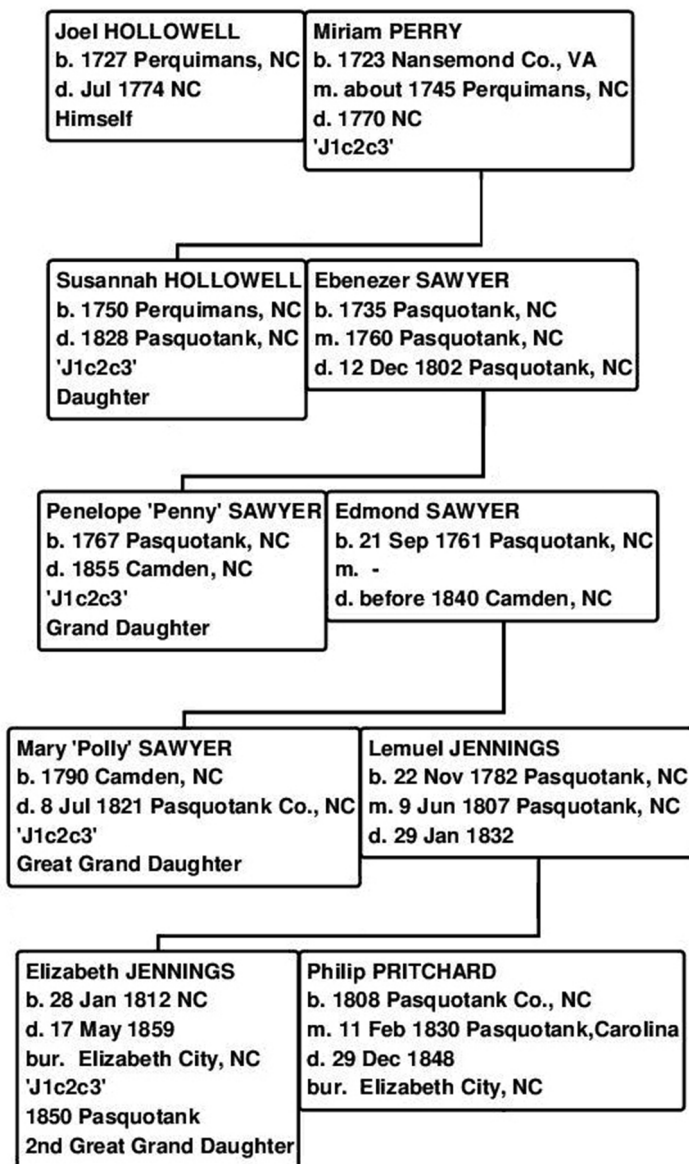 Joel HOLLOWELL
b. 1727 Perquimans, NC
d. Jul 1774 NC
Himself
Miriam PERRY
b. 1723 Nansemond Co., VA
m. about 1745 Perquimans, NC
d. 1770 NC
'J1c2c3'
Susannah HOLLOWELL
b. 1750 Perquimans, NC
d. 1828 Pasquotank, NC
'J1c2c3'
Daughter
Ebenezer SAWYER
b. 1735 Pasquotank, NC
m. 1760 Pasquotank, NC
d. 12 Dec 1802 Pasquotank, NC
Penelope 'Penny' SAWYER
b. 1767 Pasquotank, NC
d. 1855 Camden, NC
'J1c2c3'
Grand Daughter
Edmond SAWYER
b. 21 Sep 1761 Pasquotank, NC
m. -
d. before 1840 Camden, NC
Mary 'Polly' SAWYER
b. 1790 Camden, NC
d. 8 Jul 1821 Pasquotank Co., NC
'J1c2c3'
Great Grand Daughter
Lemuel JENNINGS
b. 22 Nov 1782 Pasquotank, NC
m. 9 Jun 1807 Pasquotank, NC
d. 29 Jan 1832
Elizabeth JENNINGS
b. 28 Jan 1812 NC
d. 17 May 1859
bur. Elizabeth City, NC
'J1c2c3'
1850 Pasquotank
2nd Great Grand Daughter
Philip PRITCHARD
b. 1808 Pasquotank Co., NC
m. 11 Feb 1830 Pasquotank,Carolina
d. 29 Dec 1848
bur. Elizabeth City, NC